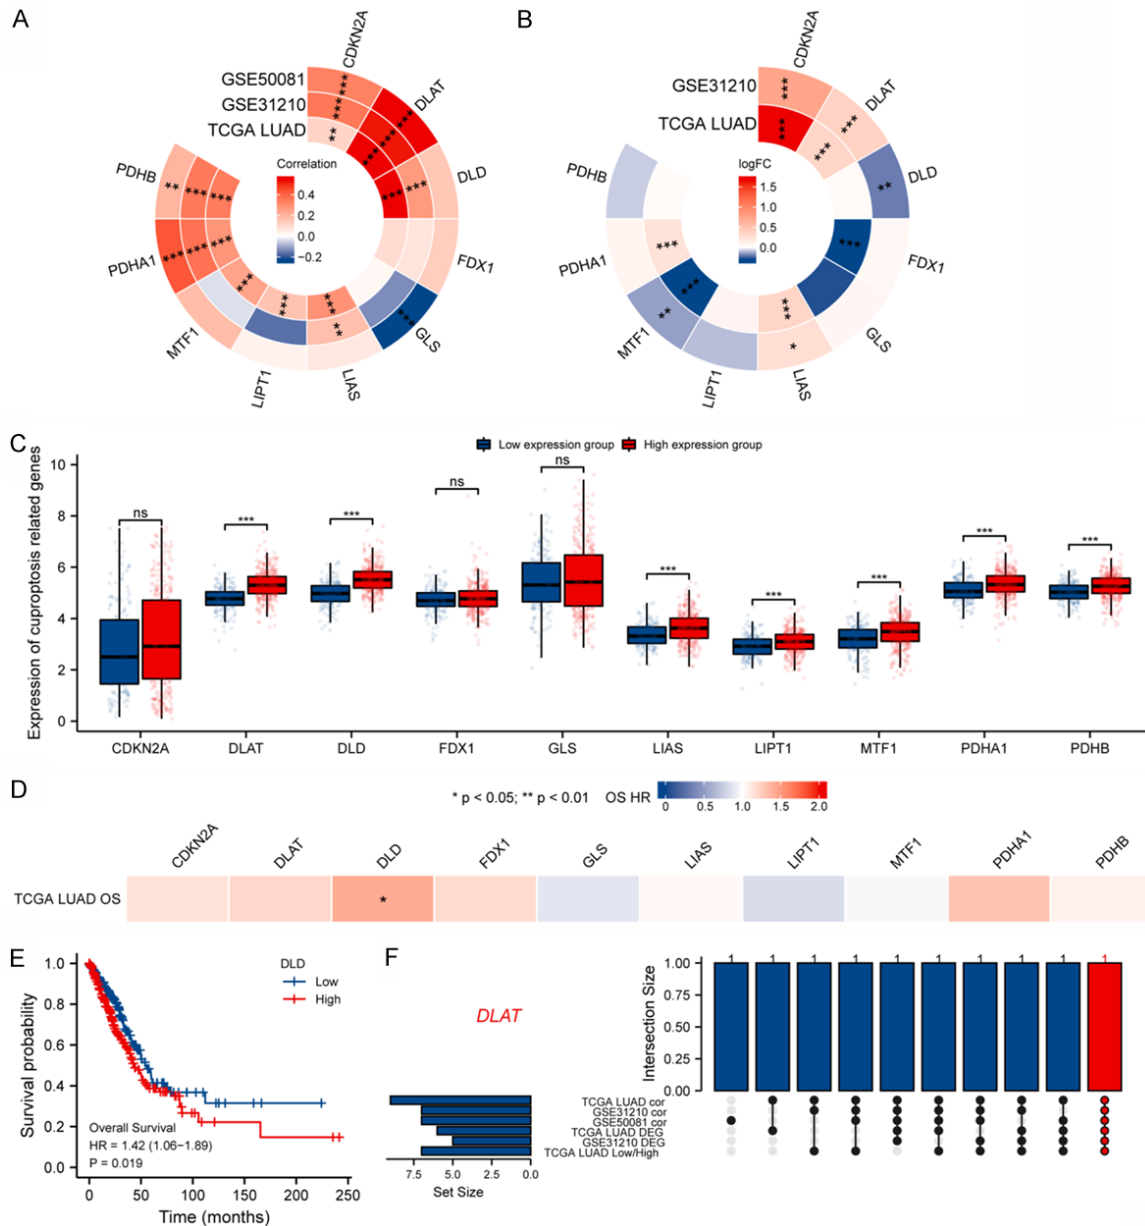 A
GSE50081
GSE31210
TCGA LUAD
CDKN2A
DLAT
DLD
FDX1
GLS
LIAS
LIPT1
MTF1
PDHA1
PDHB
Correlation
0.4
0.2
0.0
−0.2
**
***
***
***
***
***
***
***
***
***
**
***
***
***
***
***
***
***
***
**
B
GSE31210
TCGA LUAD
CDKN2A
DLAT
DLD
FDX1
GLS
LIAS
LIPT1
MTF1
PDHA1
PDHB
logFC
1.5
1.0
0.5
0.0
***
***
***
***
**
***
***
*
***
**
***
C
Low expression group High expression group
Expression of cuproptosis related genes
10
8
6
4
2
0
ns *** *** ns ns *** *** *** *** ***
CDKN2A DLAT DLD FDX1 GLS LIAS LIPT1 MTF1 PDHA1 PDHB
D
* p < 0.05; ** p < 0.01 OS HR
0 0.5 1.0 1.5 2.0
CDKN2A DLAT DLD FDX1 GLS LIAS LIPT1 MTF1 PDHA1 PDHB
TCGA LUAD OS
*
E
Survival probability
1.0
0.8
0.6
0.4
0.2
0.0
DLD
Low
High
Overall Survival
HR = 1.42 (1.06−1.89)
P = 0.019
0 50 100 150 200 250
Time (months)
F
DLAT
Intersection Size
1.00
0.75
0.50
0.25
0.00
1 1 1 1 1 1 1 1 1 1
TCGA LUAD cor
GSE31210 cor
GSE50081 cor
TCGA LUAD DEG
GSE31210 DEG
TCGA LUAD Low/High
7.5 5.0 2.5 0.0
Set Size